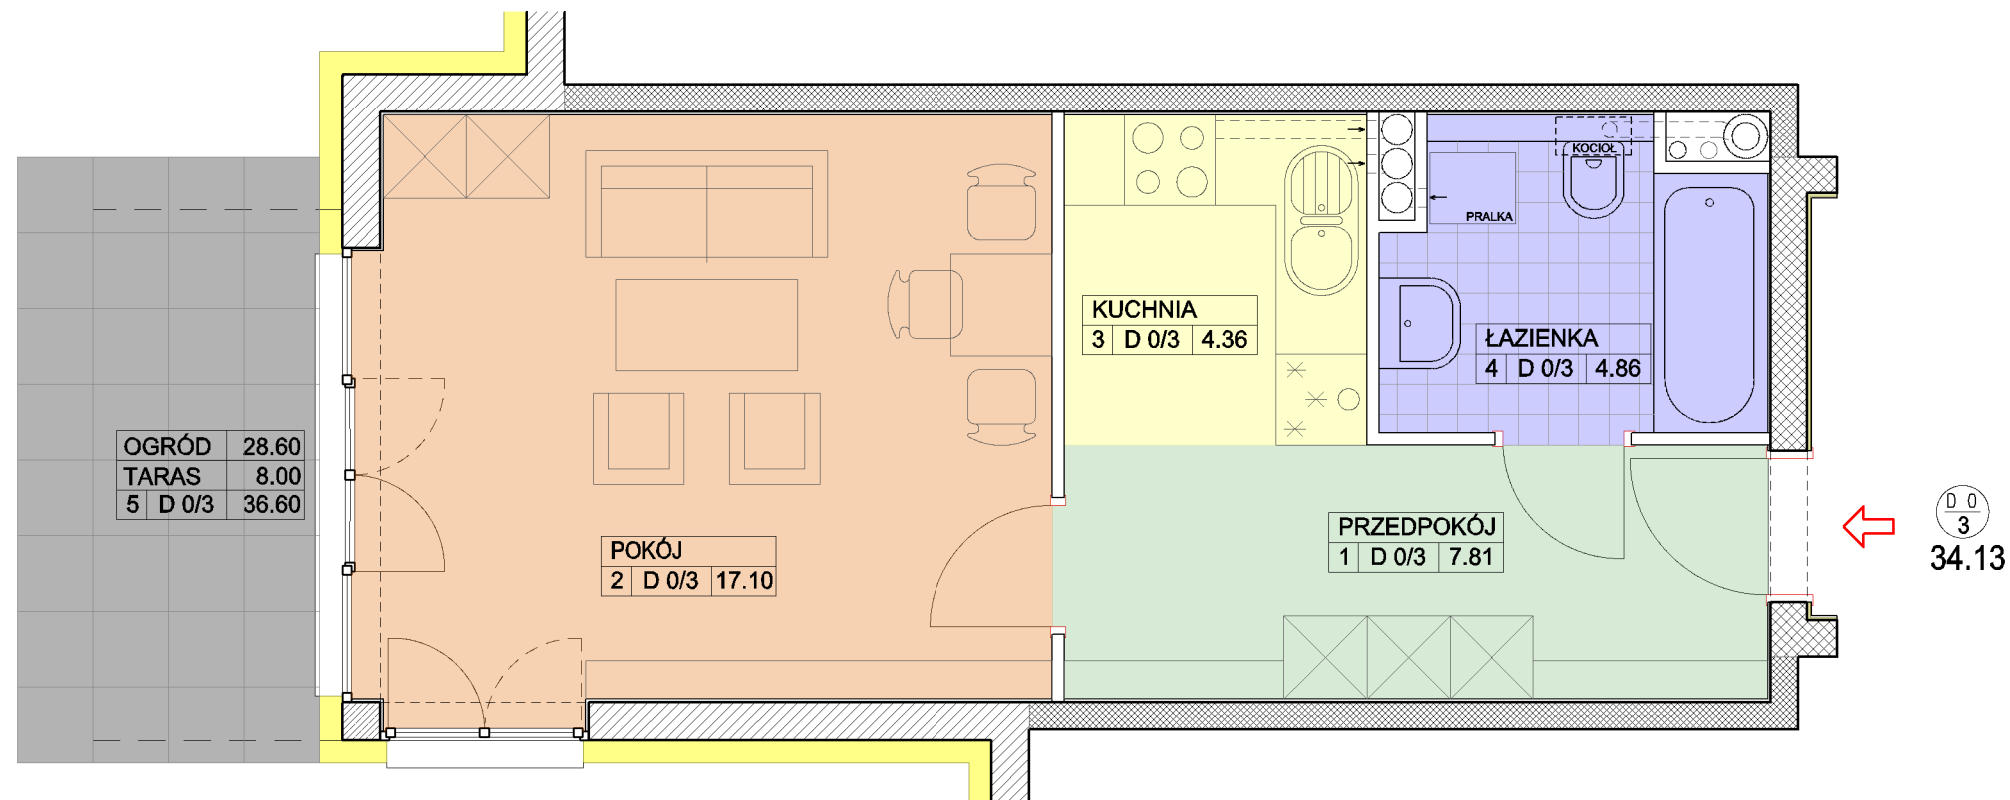 KOCIOŁ
PRALKA
KUCHNIA
3 D 0/3 4.36
ŁAZIENKA
4 D 0/3 4.86
OGRÓD 28.60
TARAS 8.00
5 D 0/3 36.60
POKÓJ
2 D 0/3 17.10
PRZEDPOKÓJ
1 D 0/3 7.81
D 0
3
34.13